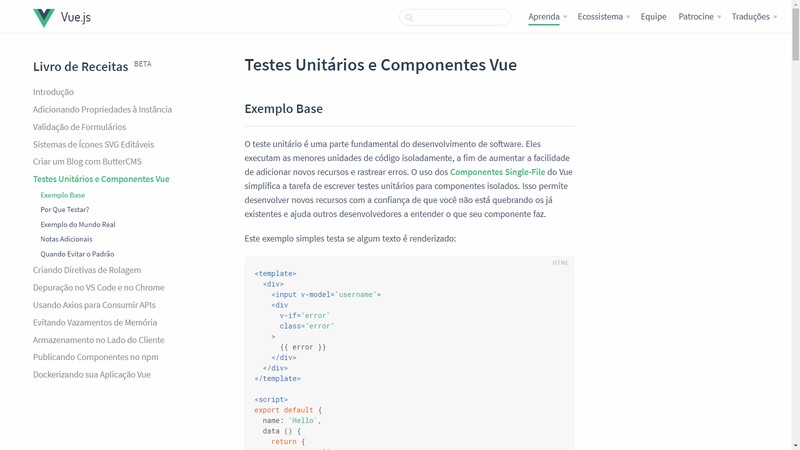 Vue.js
Aprenda
Ecossistema
Equipe
Patrocine
Traduções
Livro de Receitas BETA
Introdução
Adicionando Propriedades à Instância
Validação de Formulários
Sistemas de Ícones SVG Editáveis
Criar um Blog com ButterCMS
Testes Unitários e Componentes Vue
Exemplo Base
Por Que Testar?
Exemplo do Mundo Real
Notas Adicionais
Quando Evitar o Padrão
Criando Diretivas de Rolagem
Depuração no VS Code e no Chrome
Usando Axios para Consumir APIs
Evitando Vazamentos de Memória
Armazenamento no Lado do Cliente
Publicando Componentes no npm
Dockerizando sua Aplicação Vue
Testes Unitários e Componentes Vue
Exemplo Base
O teste unitário é uma parte fundamental do desenvolvimento de software. Eles
executam as menores unidades de código isoladamente, a fim de aumentar a facilidade
de adicionar novos recursos e rastrear erros. O uso dos Componentes Single-File do Vue
simplifica a tarefa de escrever testes unitários para componentes isolados. Isso permite
desenvolver novos recursos com a confiança de que você não está quebrando os já
existentes e ajuda outros desenvolvedores a entender o que seu componente faz.
Este exemplo simples testa se algum texto é renderizado:
HTML
<template>
<div>
<input v-model="username">
<div
v-if="error"
class="error"
>
{{ error }}
</div>
</div>
</template>
<script>
export default {
name: 'Hello',
data () {
return {